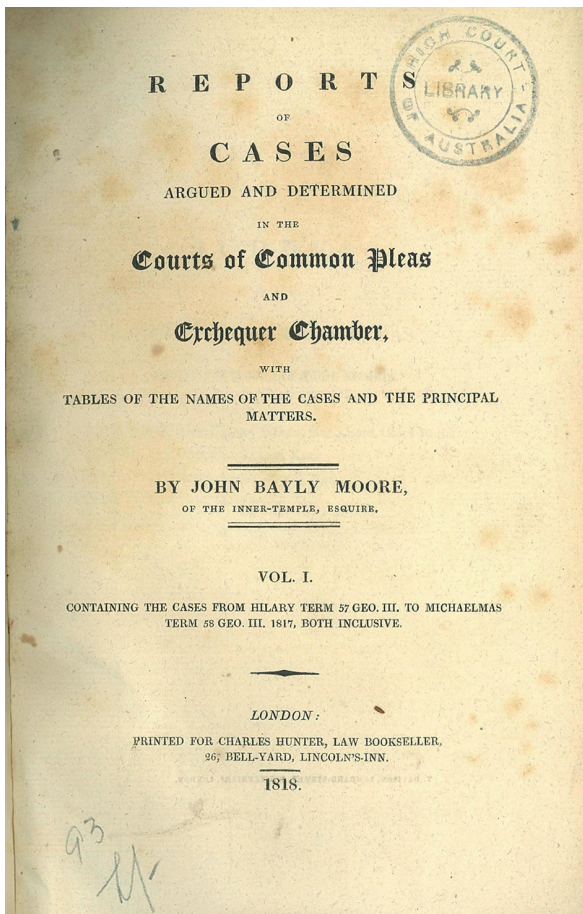 REPORTS
OF
CASES
ARGUED AND DETERMINED
IN THE
Courts of Common Pleas
AND
Exchequer Chamber,
WITH
TABLES OF THE NAMES OF THE CASES AND THE PRINCIPAL
MATTERS.
BY JOHN BAYLY MOORE,
OF THE INNER-TEMPLE, ESQUIRE.
VOL. I.
CONTAINING THE CASES FROM HILARY TERM 57 GEO. III. TO MICHAELMAS
TERM 58 GEO. III. 1817, BOTH INCLUSIVE.
LONDON:
PRINTED FOR CHARLES HUNTER, LAW BOOKSELLER,
26, BELL-YARD, LINCOLN'S-INN.
1818.
HIGH COURT
LIBRARY
OF AUSTRALIA
93